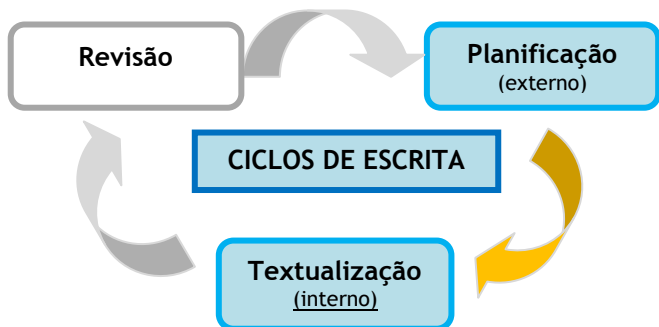 Revisão
Planificação
(externo)
CICLOS DE ESCRITA
Textualização
(interno)